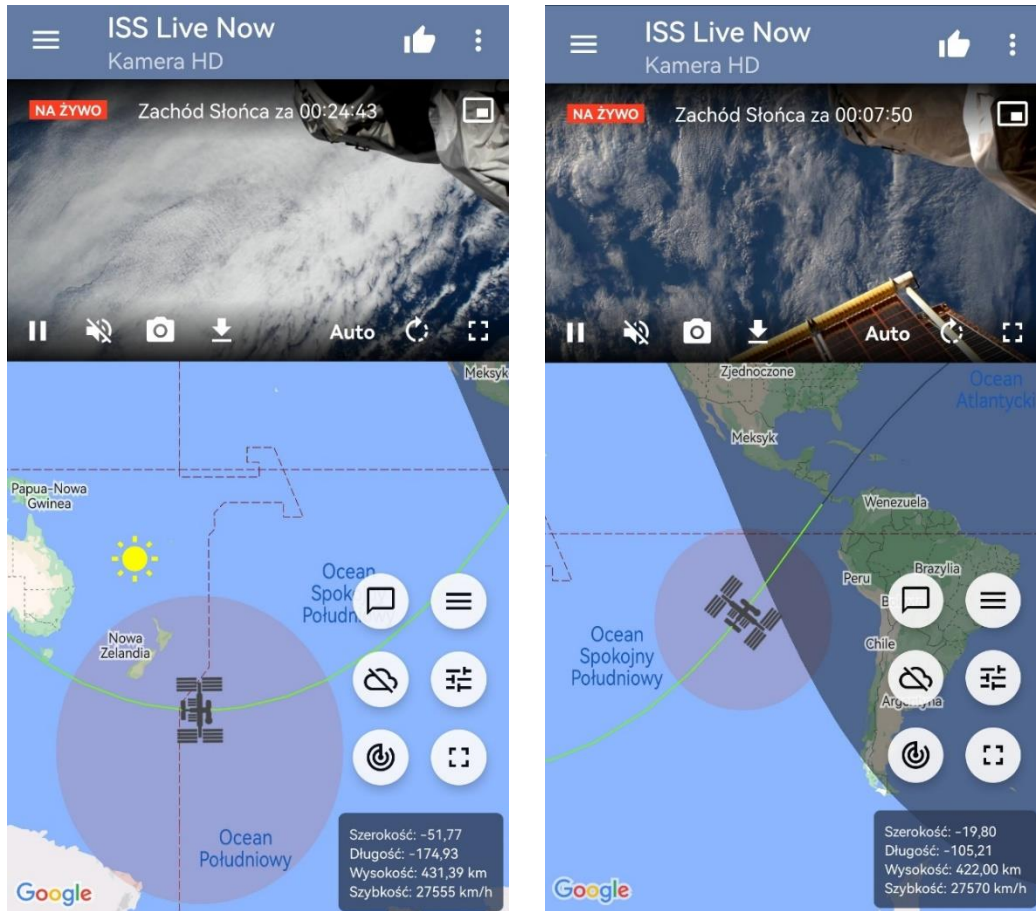 ISS Live Now
Kamera HD
NA ŻYWO
Zachód Słońca za 00:24:43
Auto
Meksyk
Papua-Nowa
Gwinea
Ocean
Południowy
Nowa
Zelandia
Ocean
Południowy
Szerokość: -51,77
Długość: -174,93
Wysokość: 431,39 km
Szybkość: 27555 km/h
Google
ISS Live Now
Kamera HD
NA ŻYWO
Zachód Słońca za 00:07:50
Auto
Zjednoczone
Ocean
Atlantycki
Meksyk
Wenezuela
Peru
Brazylia
Ocean
Spokojny
Południowy
Chile
Szerokość: -19,80
Długość: -105,21
Wysokość: 422,00 km
Szybkość: 27570 km/h
Google